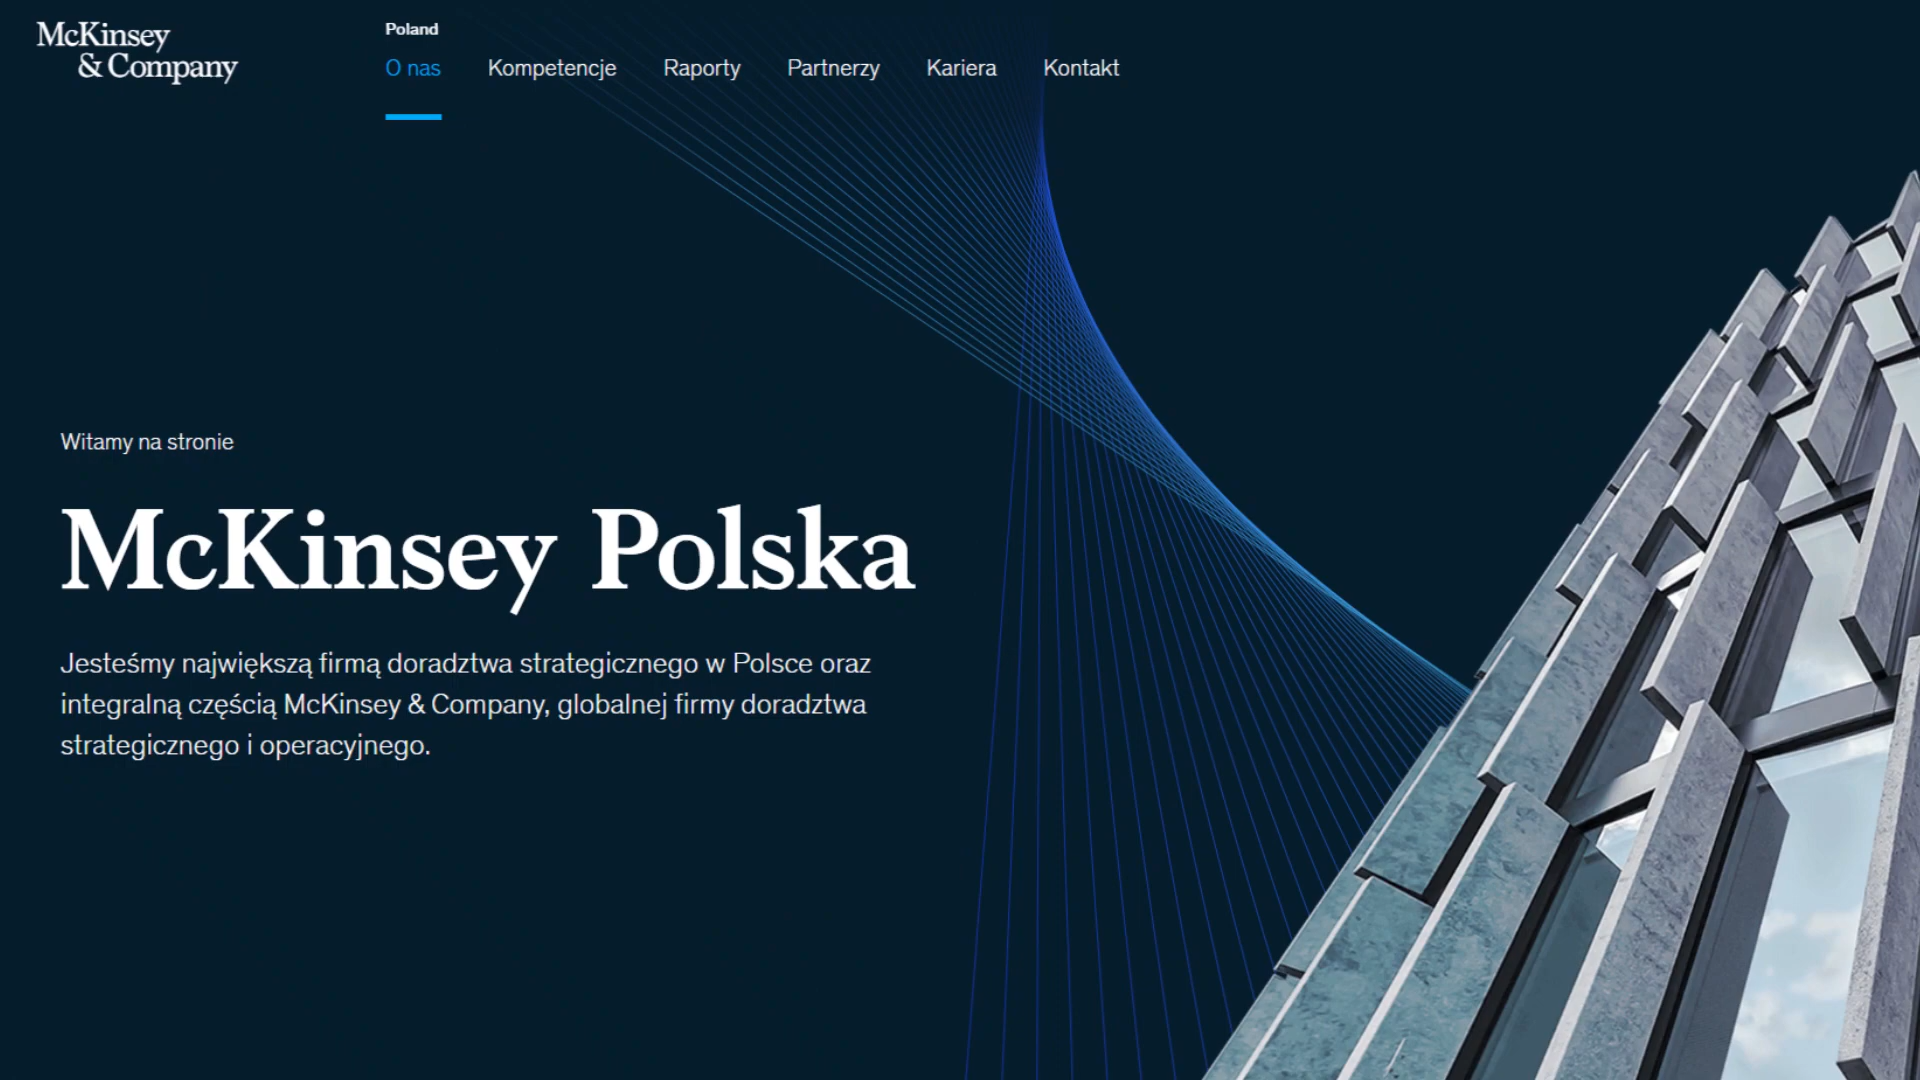 McKinsey
& Company
Poland
O nas
Kompetencje
Raporty
Partnerzy
Kariera
Kontakt
Witamy na stronie
McKinsey Polska
Jesteśmy największą firmą doradztwa strategicznego w Polsce oraz
integralną częścią McKinsey & Company, globalnej firmy doradztwa
strategicznego i operacyjnego.